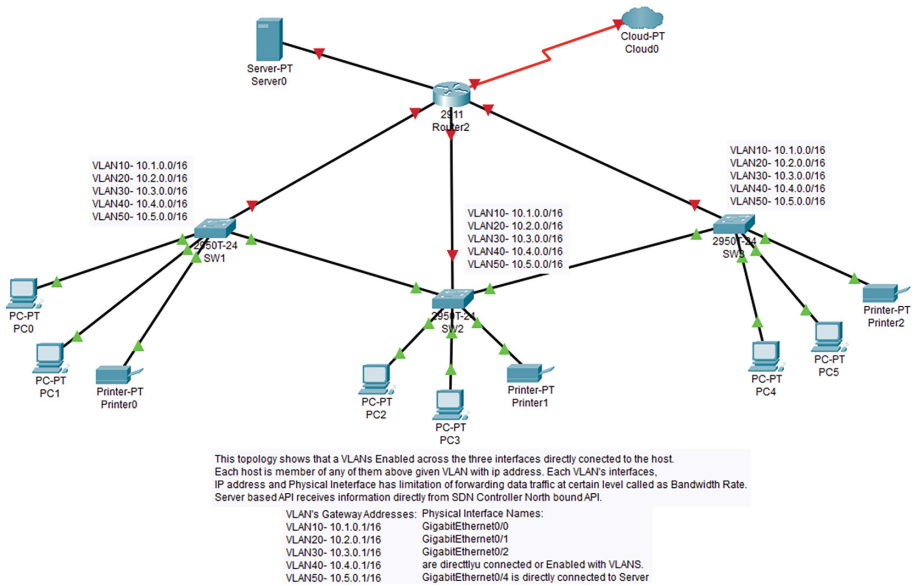 Server-PT
Server0
Cloud-PT
Cloud0
2911
Router2
VLAN10- 10.1.0.0/16
VLAN20- 10.2.0.0/16
VLAN30- 10.3.0.0/16
VLAN40- 10.4.0.0/16
VLAN50- 10.5.0.0/16
VLAN10- 10.1.0.0/16
VLAN20- 10.2.0.0/16
VLAN30- 10.3.0.0/16
VLAN40- 10.4.0.0/16
VLAN50- 10.5.0.0/16
VLAN10- 10.1.0.0/16
VLAN20- 10.2.0.0/16
VLAN30- 10.3.0.0/16
VLAN40- 10.4.0.0/16
VLAN50- 10.5.0.0/16
2950T-24
SW1
2950T-24
SW2
2950T-24
SW3
PC-PT
PC0
PC-PT
PC1
Printer-PT
Printer0
PC-PT
PC2
PC-PT
PC3
Printer-PT
Printer1
PC-PT
PC4
PC-PT
PC5
Printer-PT
Printer2
This topology shows that a VLANs Enabled across the three interfaces directly conected to the host.
Each host is member of any of them above given VLAN with ip address. Each VLAN's interfaces,
IP address and Physical Ineterface has limitation of forwarding data traffic at certain level called as Bandwidth Rate.
Server based API receives information directly from SDN Controller North bound API.
VLAN's Gateway Addresses:
VLAN10- 10.1.0.1/16
VLAN20- 10.2.0.1/16
VLAN30- 10.3.0.1/16
VLAN40- 10.4.0.1/16
VLAN50- 10.5.0.1/16
Physical Interface Names:
GigabitEthernet0/0
GigabitEthernet0/1
GigabitEthernet0/2
are directtlyu connected or Enabled with VLANS.
GigabitEthernet0/4 is directly connected to Server